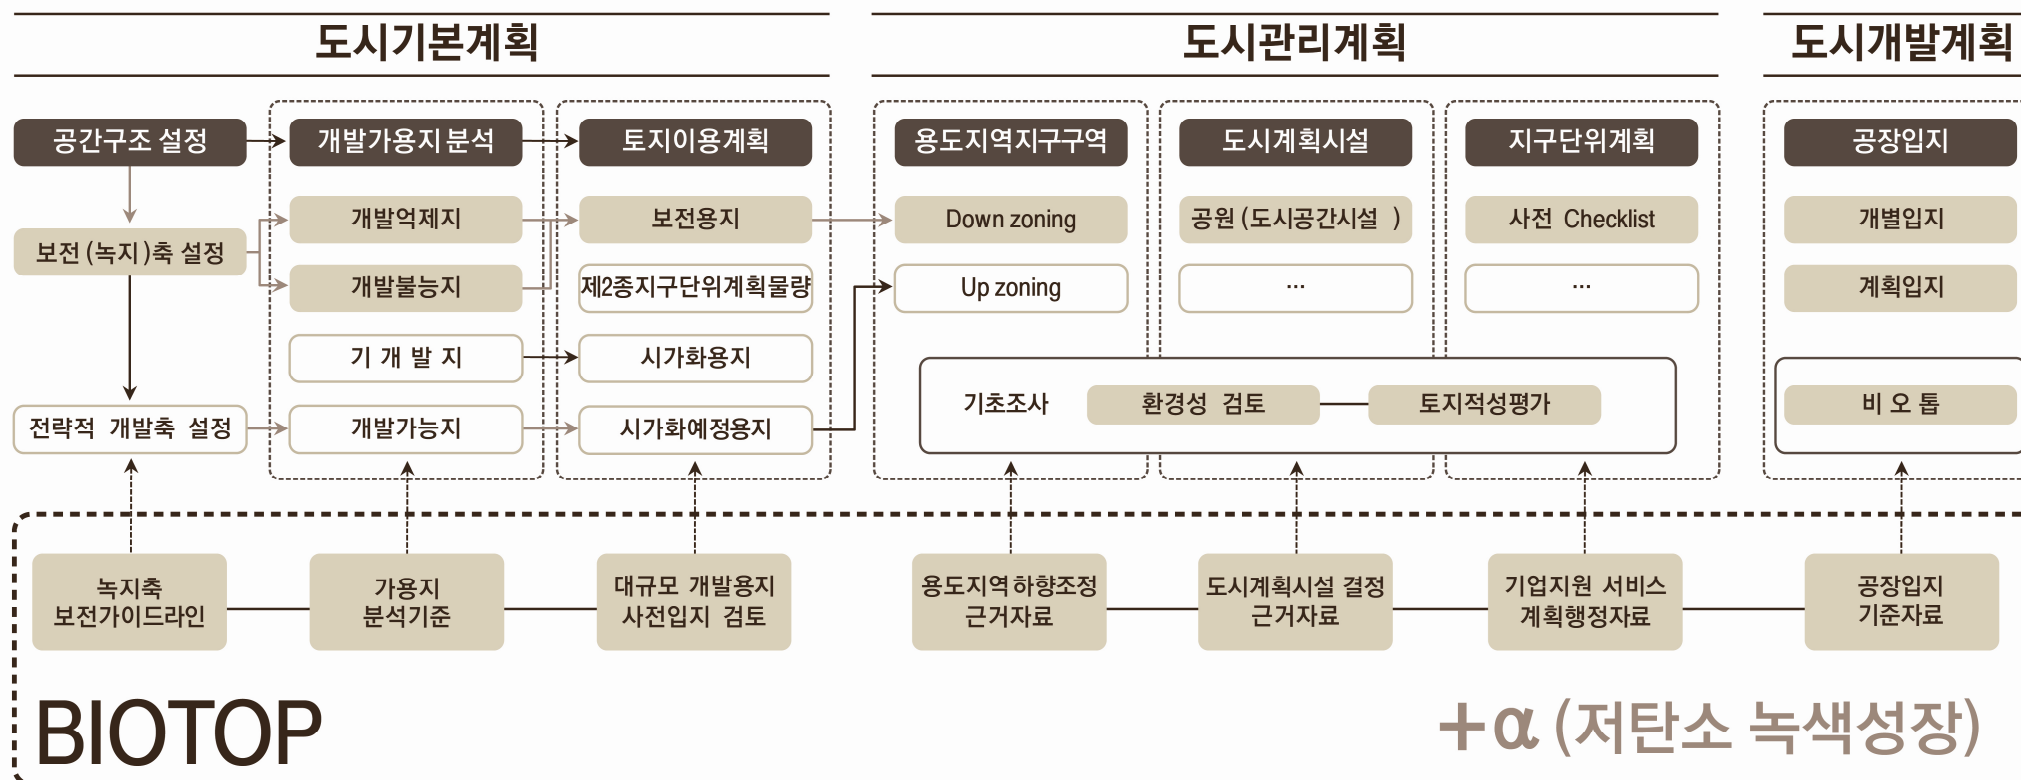 도시기본계획
도시관리계획
도시개발계획
공간구조 설정
개발가용지 분석
토지이용계획
용도지역지구구역
도시계획시설
지구단위계획
공장입지
보전 (녹지)축 설정
개발억제지
보전용지
Down zoning
공원 (도시공간시설 )
사전 Checklist
개별입지
개발불능지
제2종지구단위계획물량
Up zoning
...
...
계획입지
기 개 발 지
시가화용지
전략적 개발축 설정
개발가능지
시가화예정용지
기초조사
환경성 검토
토지적성평가
비 오 톱
녹지축
보전가이드라인
가용지
분석기준
대규모 개발용지
사전입지 검토
용도지역하향조정
근거자료
도시계획시설 결정
근거자료
기업지원 서비스
계획행정자료
공장입지
기준자료
BIOTOP
+α (저탄소 녹색성장)